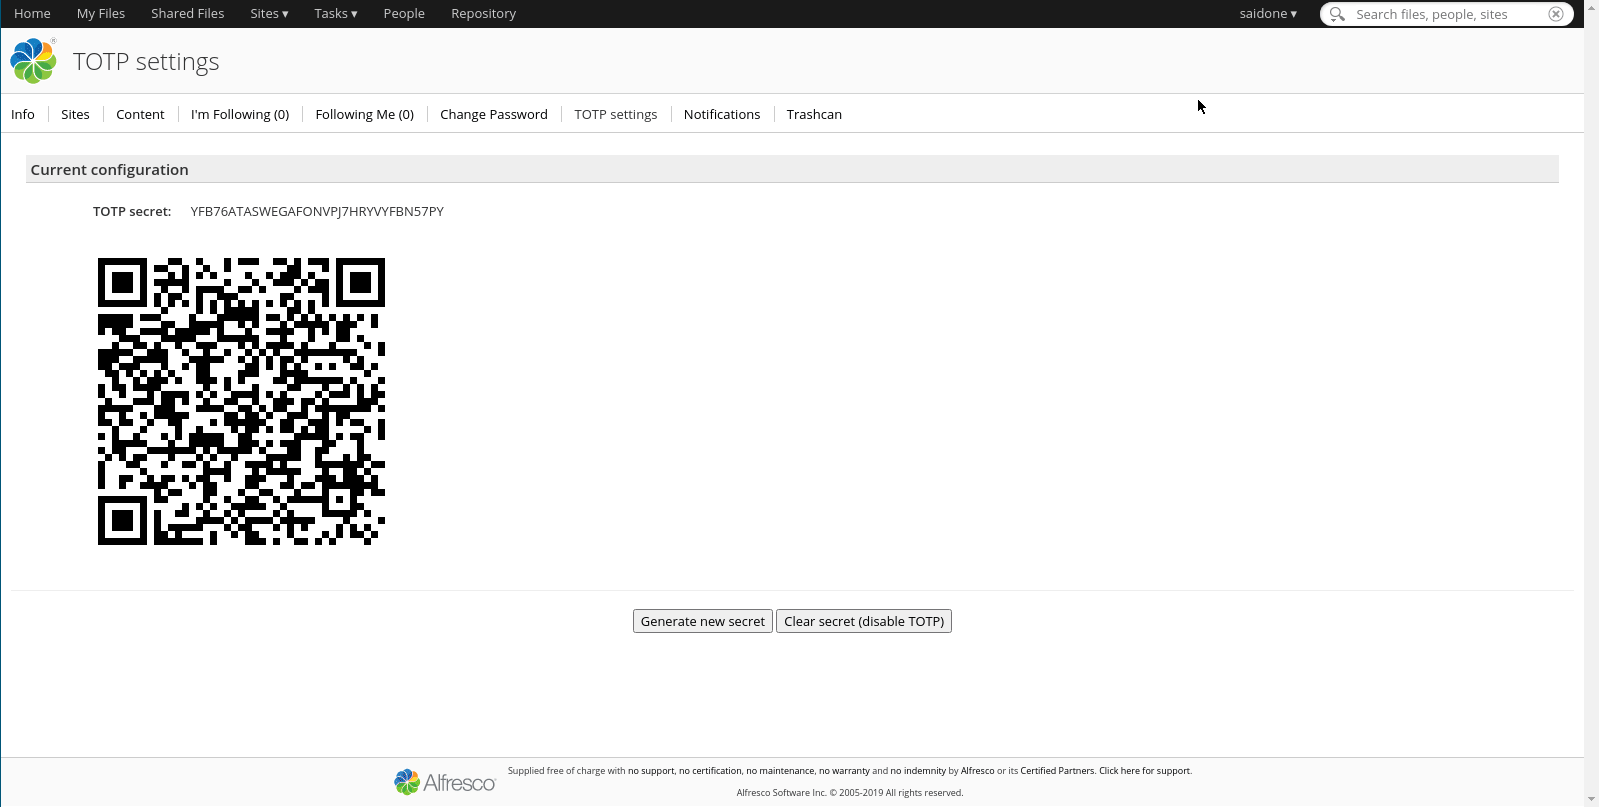 Home My Files Shared Files Sites ▾ Tasks ▾ People Repository saidone ▾ Search files, people, sites
® TOTP settings
Info Sites Content I'm Following (0) Following Me (0) Change Password TOTP settings Notifications Trashcan
Current configuration
TOTP secret: YFB76ATASWEGAFONVPJ7HRYVYFBN57PY
Generate new secret Clear secret (disable TOTP)
Alfresco Supplied free of charge with no support, no certification, no maintenance, no warranty and no indemnity by Alfresco or its Certified Partners. Click here for support.
Alfresco Software Inc. © 2005-2019 All rights reserved.